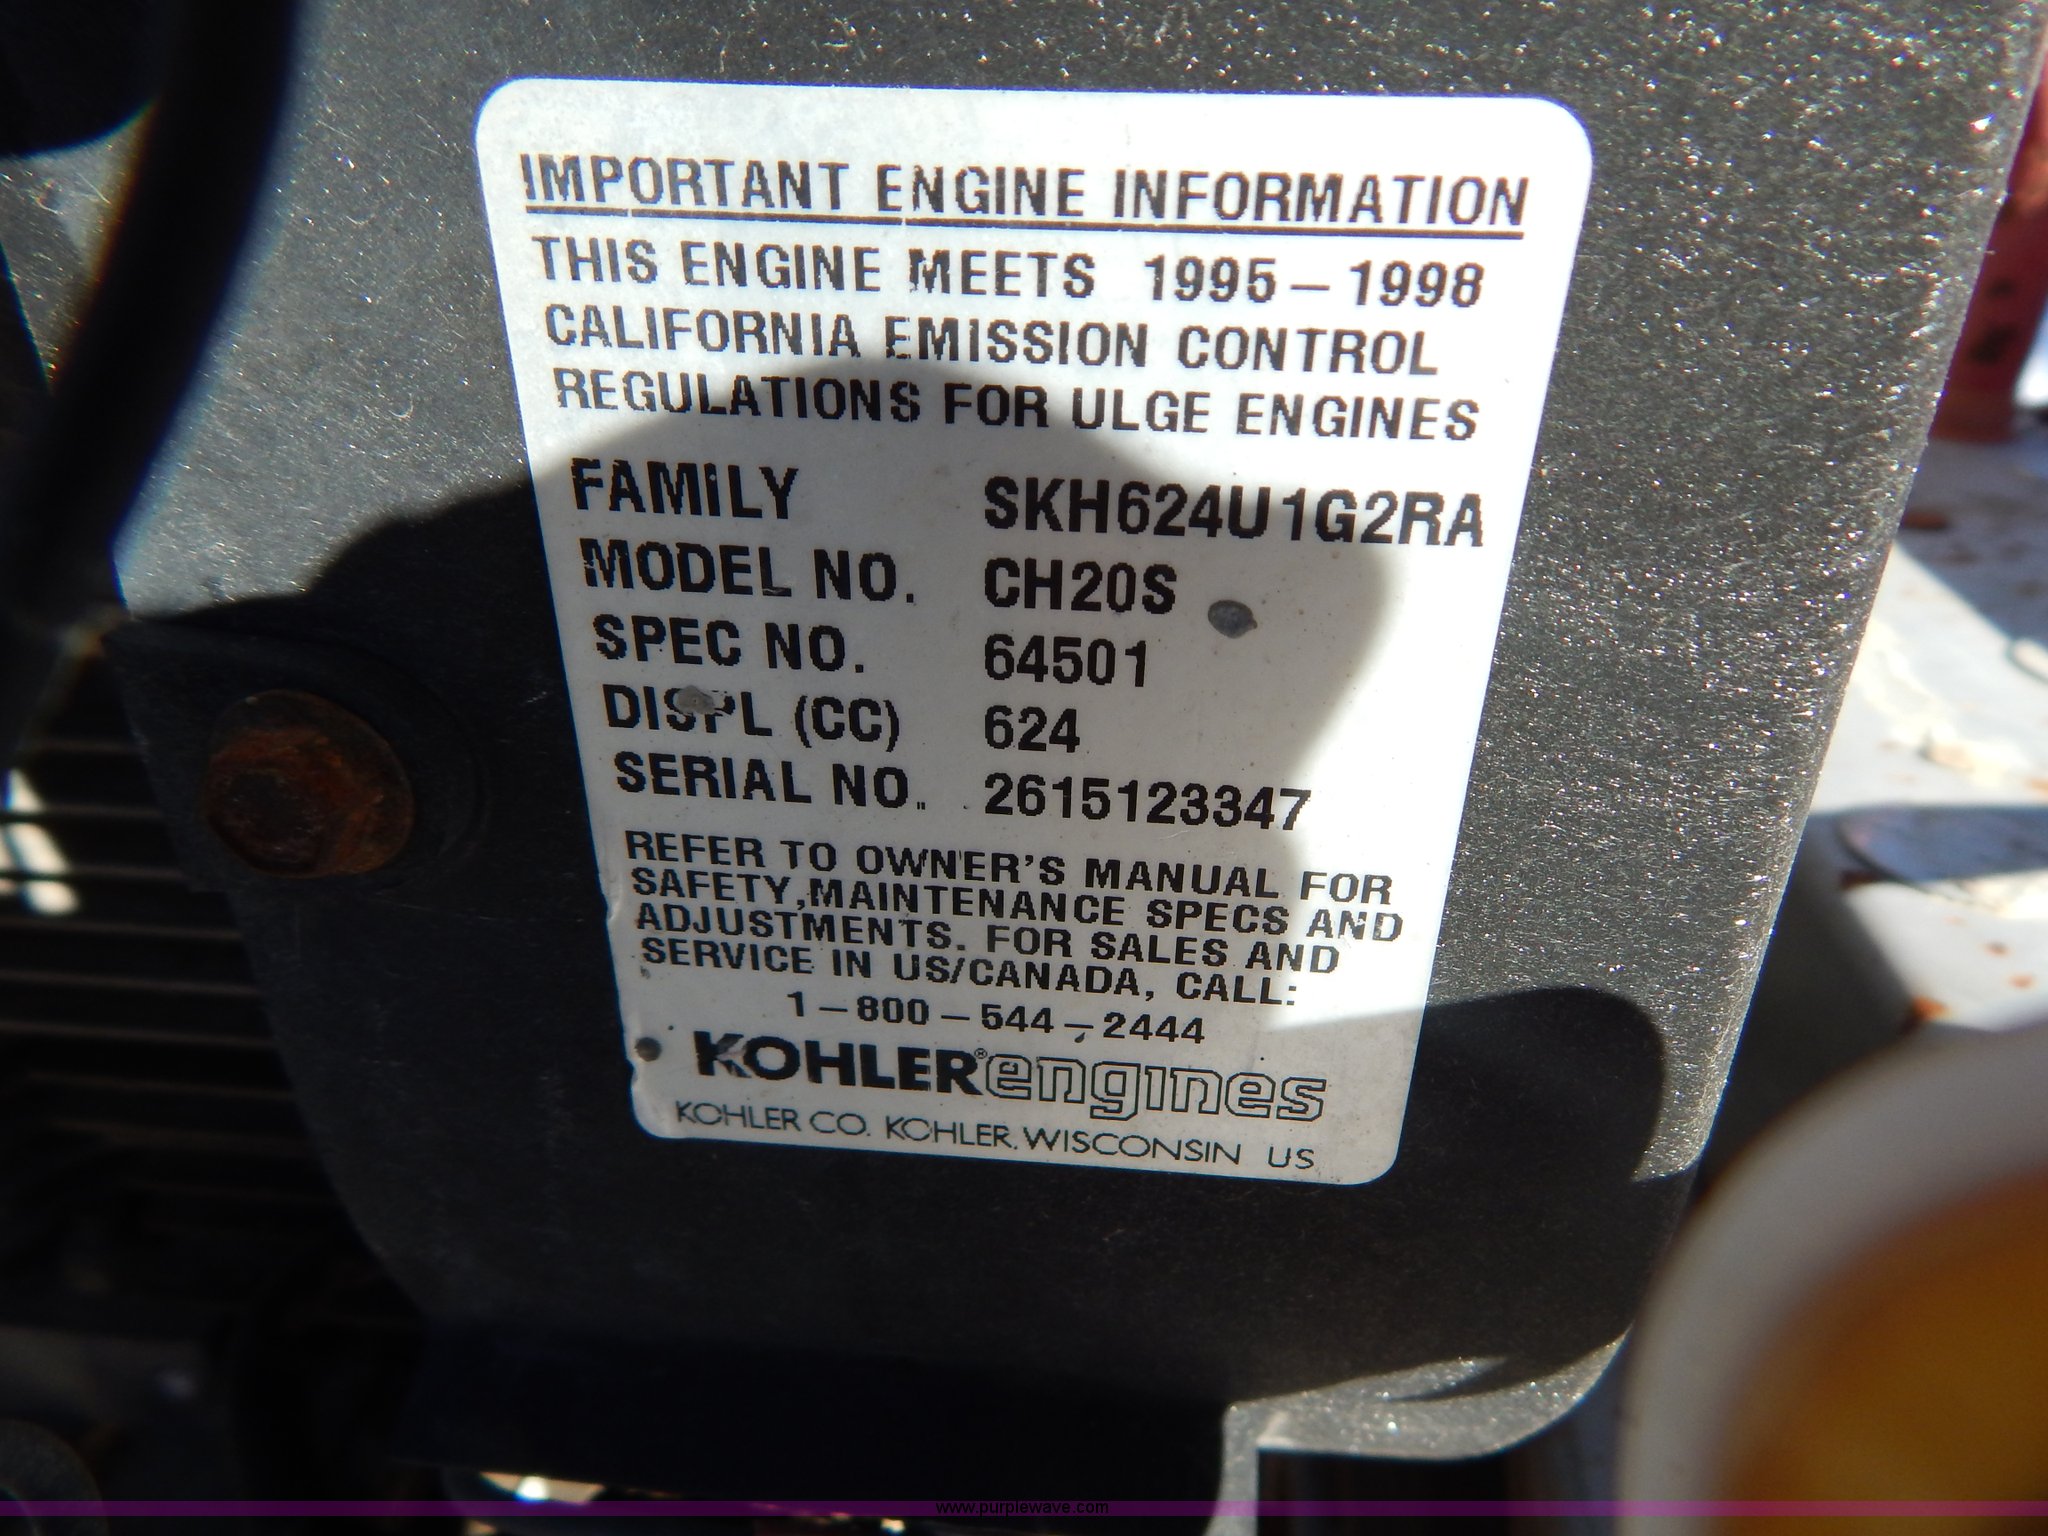 IMPORTANT ENGINE INFORMATION
THIS ENGINE MEETS 1995-1998
CALIFORNIA EMISSION CONTROL
REGULATIONS FOR ULGE ENGINES
FAMILY SKH624U1G2RA
MODEL NO. CH20S
SPEC NO. 64501
DISPL (CC) 624
SERIAL NO. 2615123347
REFER TO OWNER'S MANUAL FOR
SAFETY, MAINTENANCE SPECS AND
ADJUSTMENTS. FOR SALES AND
SERVICE IN US/CANADA, CALL:
1-800-544-2444
KOHLER® engines
KOHLER CO. KOHLER, WISCONSIN US
www.purplewave.com